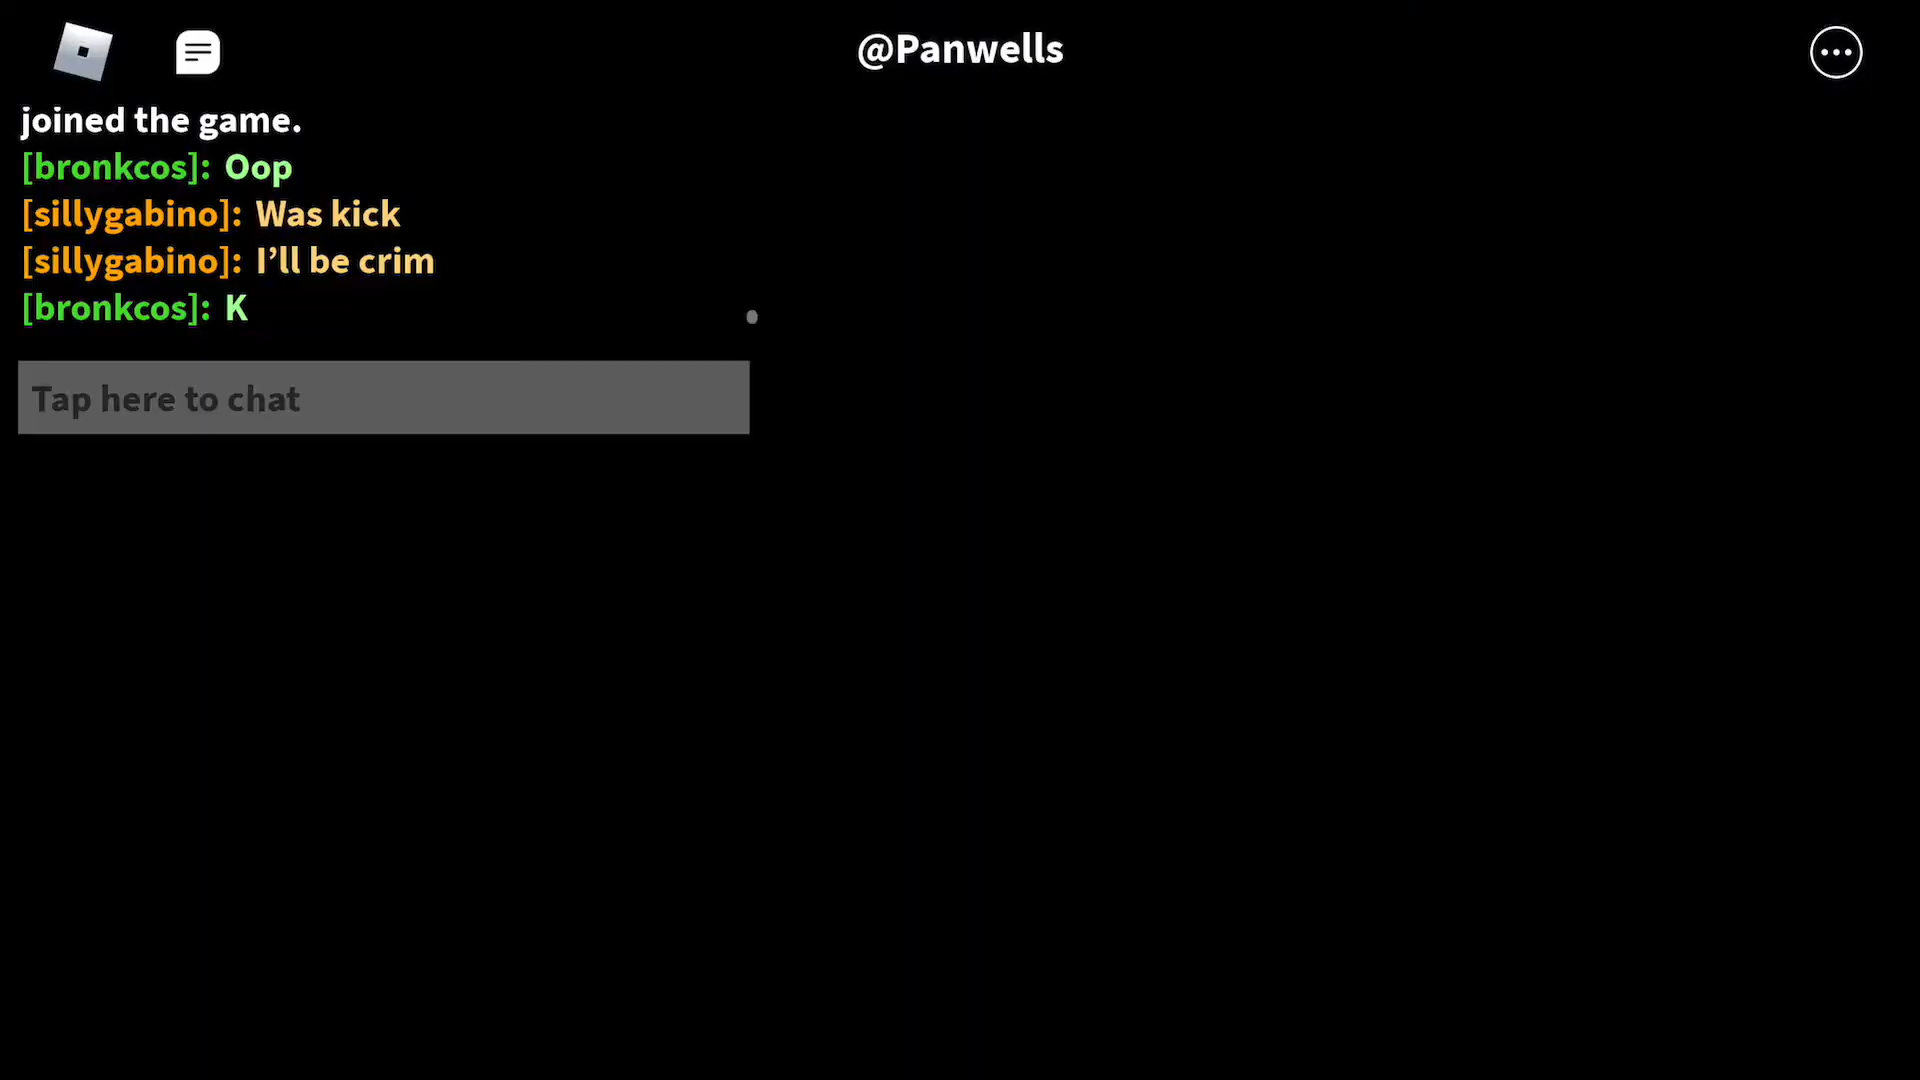 @Panwells
joined the game.
[bronkcos]: Oop
[sillygabino]: Was kick
[sillygabino]: I’ll be crim
[bronkcos]: K
Tap here to chat